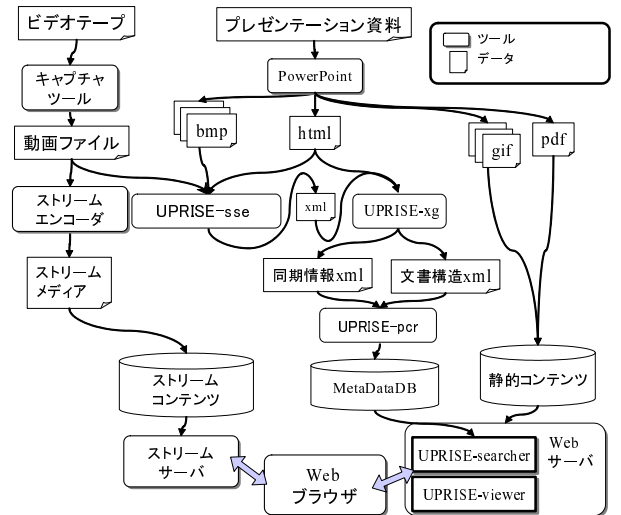 ビデオテープ
プレゼンテーション資料
ツール
データ
キャプチャ
ツール
PowerPoint
動画ファイル
bmp
html
gif
pdf
ストリーム
エンコーダ
UPRISE-sse
xml
UPRISE-xg
ストリーム
メディア
同期情報xml
文書構造xml
UPRISE-pcr
ストリーム
コンテンツ
MetaDataDB
静的コンテンツ
ストリーム
サーバ
Web
ブラウザ
UPRISE-searcher
UPRISE-viewer
Web
サーバ